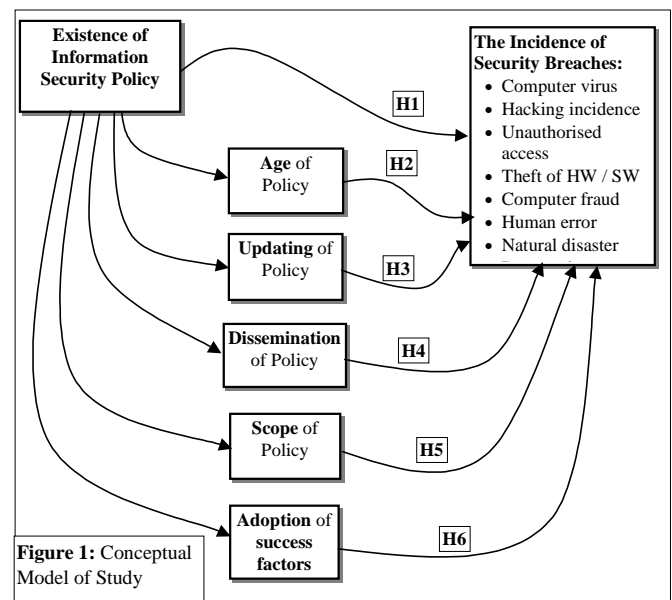 Existence of
Information
Security Policy
The Incidence of
Security Breaches:
• Computer virus
• Hacking incidence
• Unauthorised
access
• Theft of HW / SW
• Computer fraud
• Human error
• Natural disaster
H1
Age of
Policy
H2
Updating of
Policy
H3
Dissemination
of Policy
H4
Scope of
Policy
H5
Adoption of
success
factors
H6
Figure 1: Conceptual
Model of Study